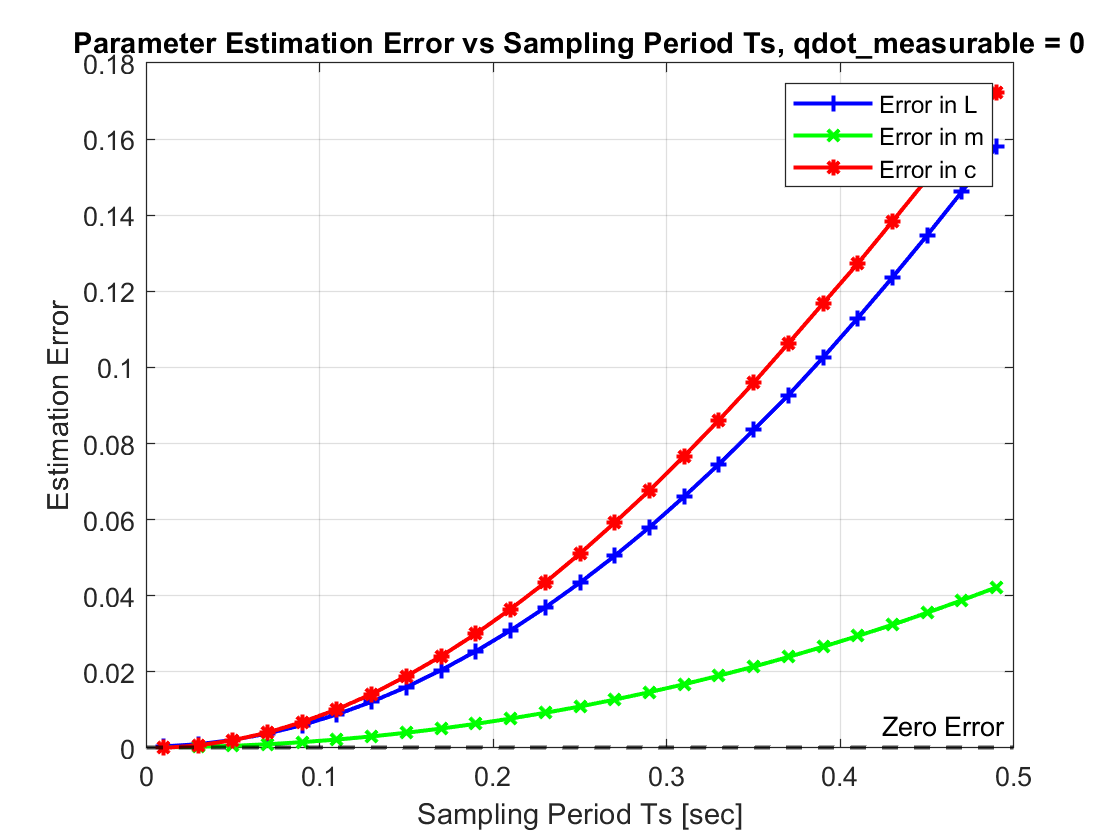 Parameter Estimation Error vs Sampling Period Ts, qdot_measurable = 0
0.18
0.16
0.14
0.12
0.1
0.08
0.06
0.04
0.02
0
Estimation Error
Error in L
Error in m
Error in c
Zero Error
0
0.1
0.2
0.3
0.4
0.5
Sampling Period Ts [sec]